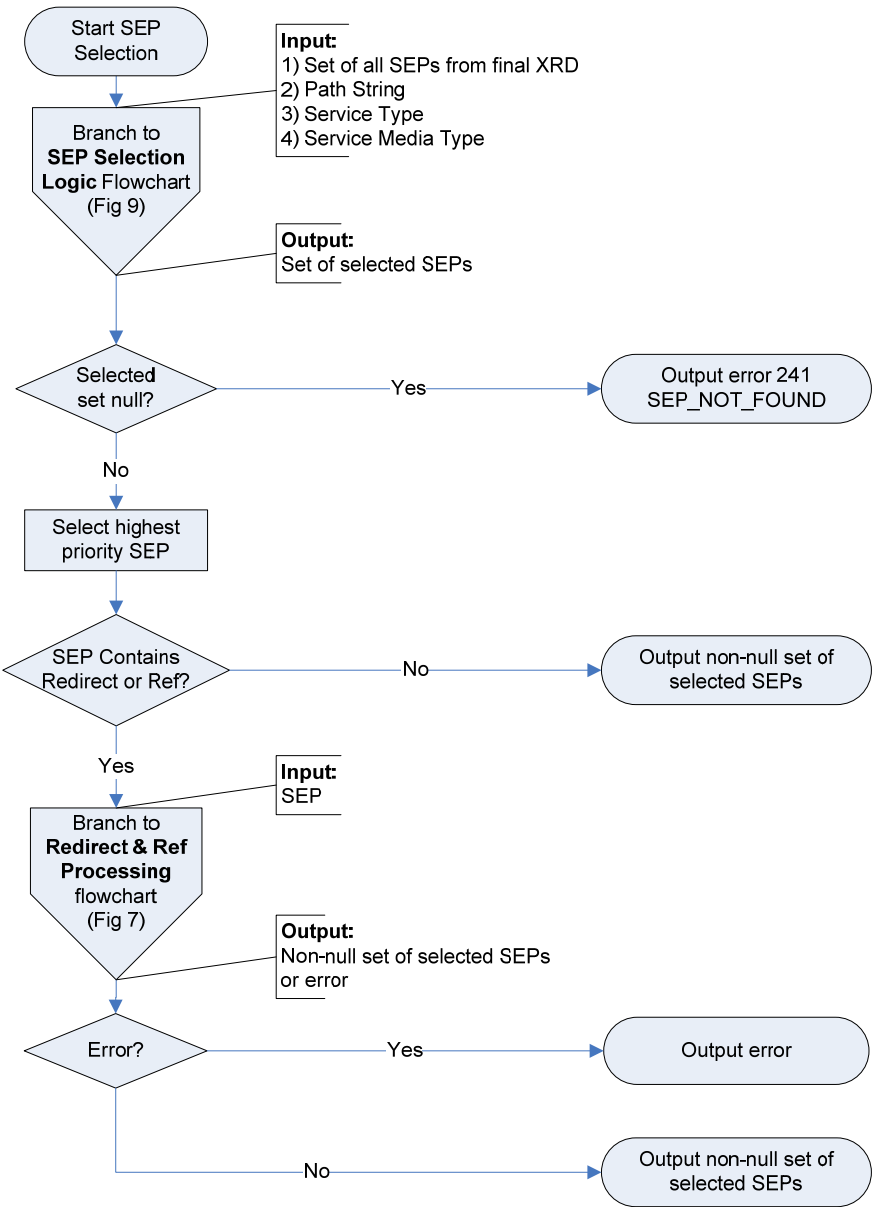 Start SEP
Selection
Input:
1) Set of all SEPs from final XRD
2) Path String
3) Service Type
4) Service Media Type
Branch to
SEP Selection
Logic Flowchart
(Fig 9)
Output:
Set of selected SEPs
Selected
set null?
Yes
Output error 241
SEP_NOT_FOUND
No
Select highest
priority SEP
SEP Contains
Redirect or Ref?
No
Output non-null set of
selected SEPs
Yes
Input:
SEP
Branch to
Redirect & Ref
Processing
flowchart
(Fig 7)
Output:
Non-null set of selected SEPs
or error
Error?
Yes
Output error
No
Output non-null set of
selected SEPs